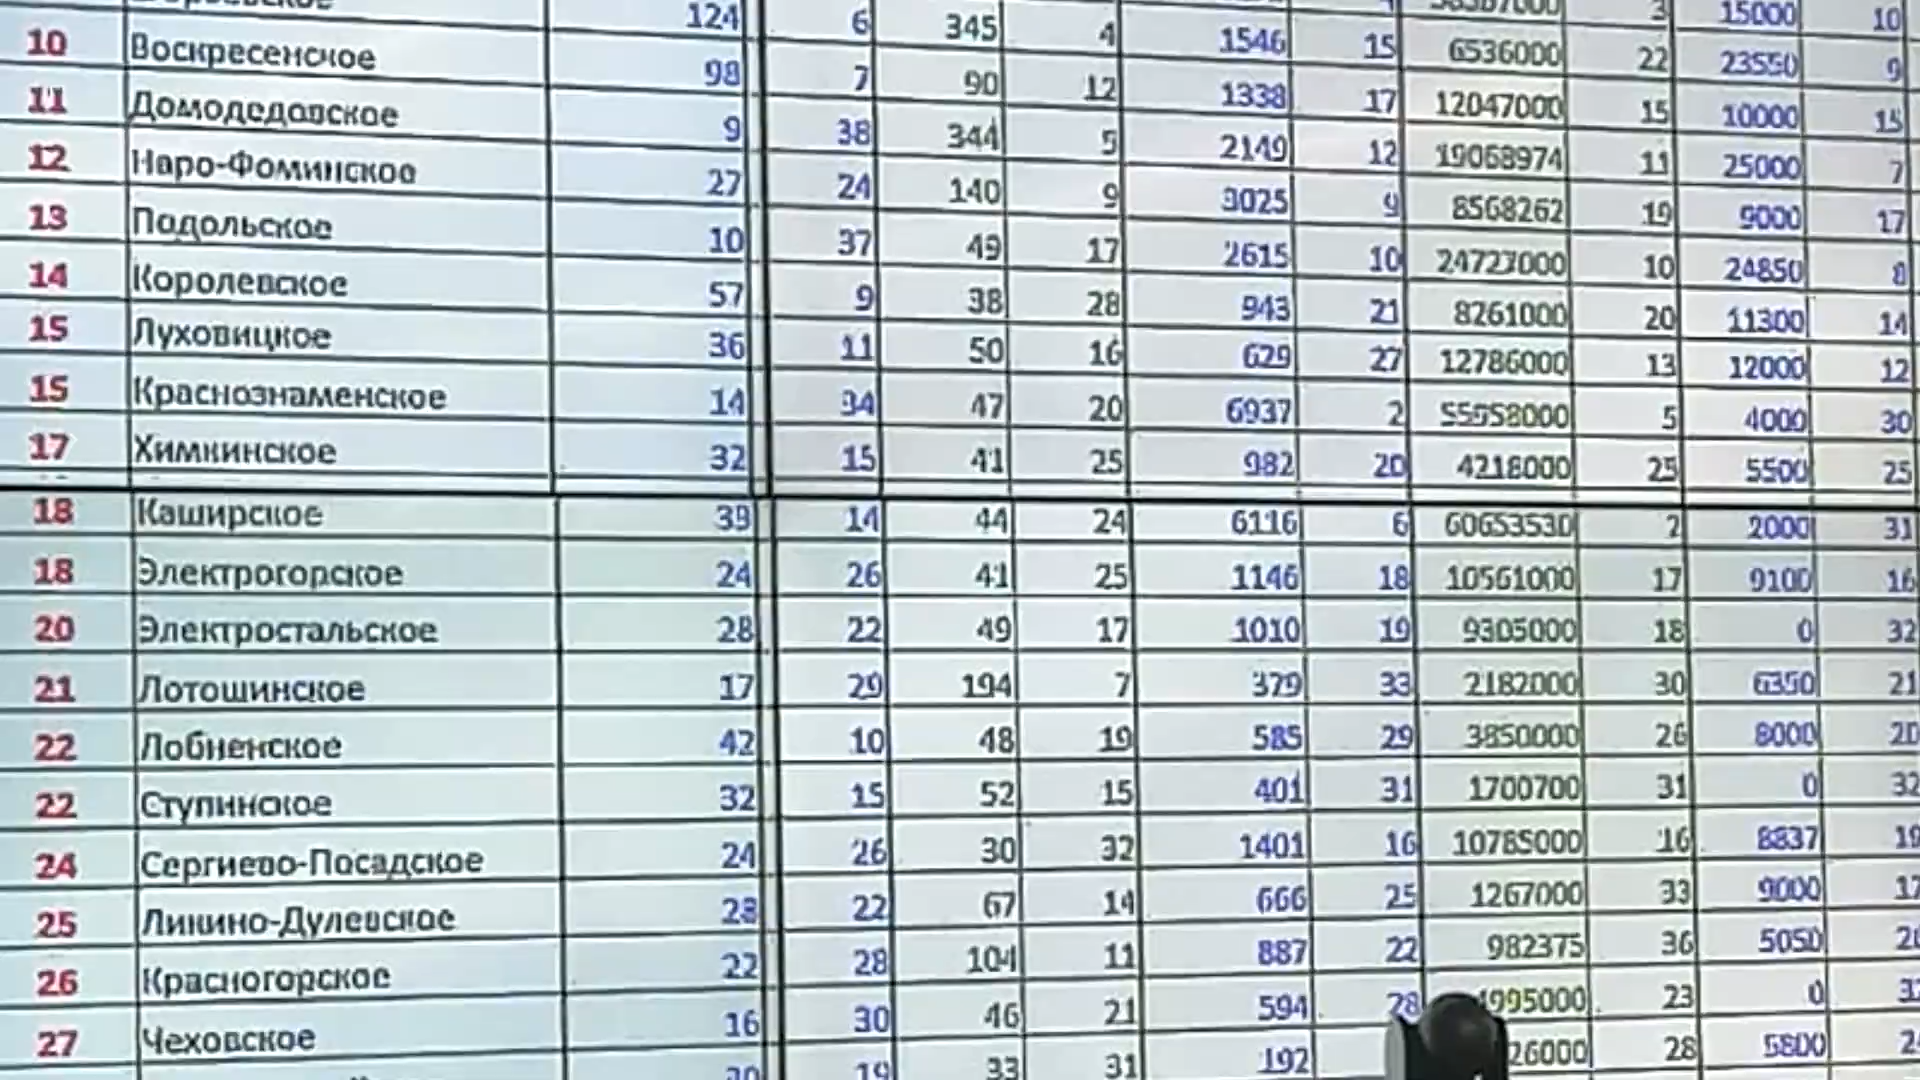 3 15000 10
124 6 345 4 1546 15 6536000 22 23550 9
10 Воскресенское 98 7 90 12 1338 17 12047000 15 10000 15
11 Домодедовское 9 38 344 5 2149 12 19068974 11 25000 7
12 Наро-Фоминское 27 24 140 9 3025 9 8568262 19 9000 17
13 Подольское 10 37 49 17 2615 10 24727000 10 24850 8
14 Королевское 57 9 38 28 943 21 8261000 20 11300 14
15 Луховицкое 36 11 50 16 629 27 12786000 13 12000 12
15 Краснознаменское 14 34 47 20 6937 2 55958000 5 4000 30
17 Химкинское 32 15 41 25 982 20 4218000 25 5500 25
18 Каширское 39 14 44 24 6116 6 60653530 2 2000 31
18 Электрогорское 24 26 41 25 1146 18 10561000 17 9100 16
20 Электростальское 28 22 49 17 1010 19 9305000 18 0 32
21 Лотошинское 17 29 194 7 379 33 2182000 30 6350 21
22 Лобненское 42 10 48 19 585 29 3850000 26 8000 20
22 Ступинское 32 15 52 15 401 31 1700700 31 0 32
24 Сергиево-Посадское 24 26 30 32 1401 16 10785000 16 8837 19
25 Ликино-Дулевское 28 22 67 14 666 25 1267000 33 9000 17
26 Красногорское 22 28 104 11 887 22 982375 36 5050
27 Чеховское 16 30 46 21 594 28 4995000 23 0
19 33 31 192 26000 28 5800